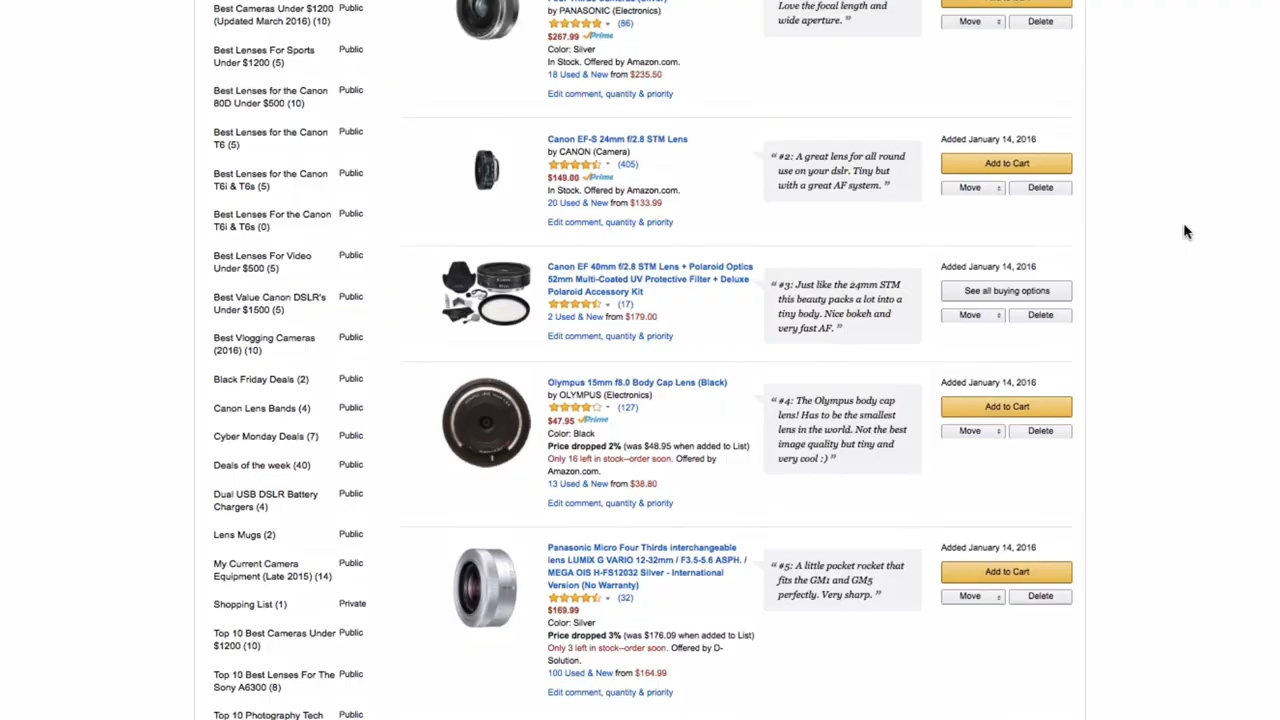 Best Cameras Under $1200 Public
(Updated March 2016) (10)
Best Lenses For Sports Public
Under $1200 (5)
Best Lenses for the Canon Public
80D Under $500 (10)
Best Lenses for the Canon Public
T6 (5)
Best Lenses for the Canon Public
T6i & T6s (5)
Best Lenses For the Canon Public
T6i & T6s (0)
Best Lenses For Video Public
Under $500 (5)
Best Value Canon DSLR's Public
Under $1500 (5)
Best Vlogging Cameras Public
(2016) (10)
Black Friday Deals (2) Public
Canon Lens Bands (4) Public
Cyber Monday Deals (7) Public
Deals of the week (40) Public
Dual USB DSLR Battery Public
Chargers (4)
Lens Mugs (2) Public
My Current Camera Public
Equipment (Late 2015) (14)
Shopping List (1) Private
Top 10 Best Cameras Under Public
$1200 (10)
Top 10 Best Lenses For The Public
Sony A6300 (8)
Top 10 Photography Tech Public
by PANASONIC (Electronics)
(86)
$267.99 Prime
Color: Silver
In Stock. Offered by Amazon.com.
18 Used & New from $235.50
Edit comment, quantity & priority
Love the focal length and
wide aperture. ”
Move Delete
Canon EF-S 24mm f/2.8 STM Lens
by CANON (Camera)
(405)
$149.00 Prime
In Stock. Offered by Amazon.com.
20 Used & New from $133.99
Edit comment, quantity & priority
“ #2: A great lens for all round
use on your dslr. Tiny but
with a great AF system. ”
Added January 14, 2016
Add to Cart
Move Delete
Canon EF 40mm f/2.8 STM Lens + Polaroid Optics
52mm Multi-Coated UV Protective Filter + Deluxe
Polaroid Accessory Kit
(17)
2 Used & New from $179.00
Edit comment, quantity & priority
“ #3: Just like the 24mm STM
this beauty packs a lot into a
tiny body. Nice bokeh and
very fast AF. ”
Added January 14, 2016
See all buying options
Move Delete
Olympus 15mm f8.0 Body Cap Lens (Black)
by OLYMPUS (Electronics)
(127)
$47.95 Prime
Color: Black
Price dropped 2% (was $48.95 when added to List)
Only 16 left in stock--order soon. Offered by
Amazon.com.
13 Used & New from $38.80
Edit comment, quantity & priority
“ #4: The Olympus body cap
lens! Has to be the smallest
lens in the world. Not the best
image quality but tiny and
very cool :) ”
Added January 14, 2016
Add to Cart
Move Delete
Panasonic Micro Four Thirds interchangeable
lens LUMIX G VARIO 12-32mm / F3.5-5.6 ASPH. /
MEGA OIS H-FS12032 Silver - International
Version (No Warranty)
(32)
$169.99
Color: Silver
Price dropped 3% (was $176.09 when added to List)
Only 3 left in stock--order soon. Offered by D-
Solution.
100 Used & New from $164.99
Edit comment, quantity & priority
“ #5: A little pocket rocket that
fits the GM1 and GM5
perfectly. Very sharp. ”
Added January 14, 2016
Add to Cart
Move Delete